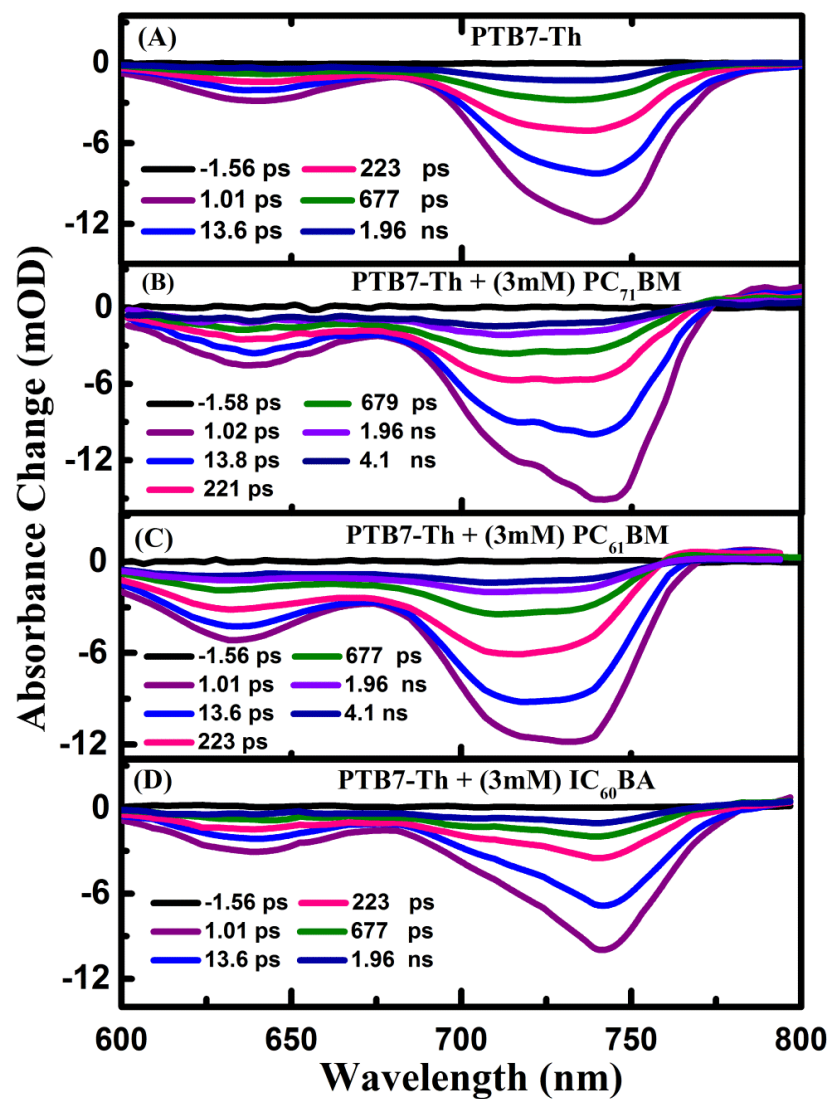 (A) PTB7-Th
0
-6
-12
-1.56 ps 223 ps
1.01 ps 677 ps
13.6 ps 1.96 ns
(B) PTB7-Th + (3mM) PC₇₁BM
0
-6
-12
-1.58 ps 679 ps
1.02 ps 1.96 ns
13.8 ps 4.1 ns
221 ps
(C) PTB7-Th + (3mM) PC₆₁BM
0
-6
-12
-1.56 ps 677 ps
1.01 ps 1.96 ns
13.6 ps 4.1 ns
223 ps
(D) PTB7-Th + (3mM) IC₆₀BA
0
-6
-12
-1.56 ps 223 ps
1.01 ps 677 ps
13.6 ps 1.96 ns
Absorbance Change (mOD)
600 650 700 750 800
Wavelength (nm)